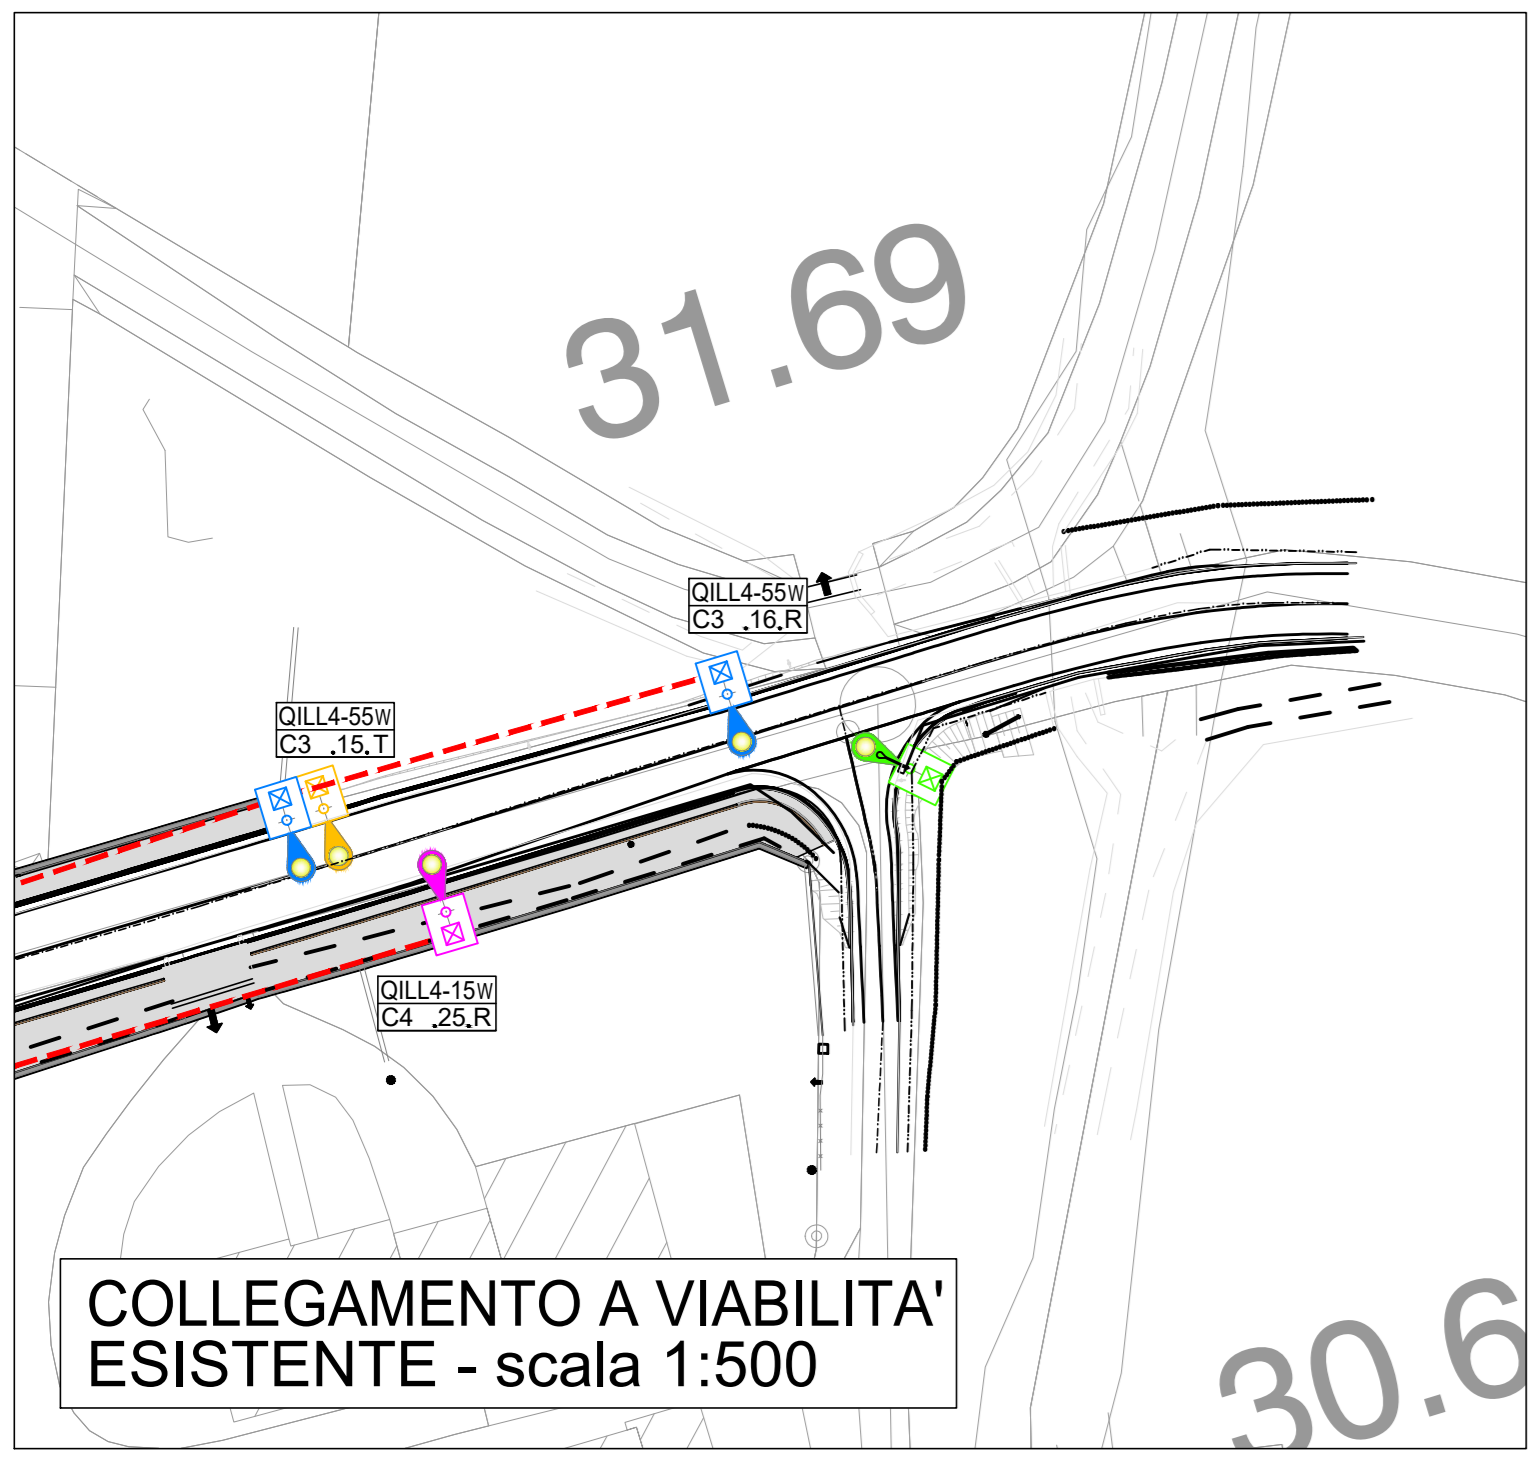 31.69
QILL4-55W
C3 .16.R
QILL4-55W
C3 .15.T
QILL4-15W
C4 .25.R
COLLEGAMENTO A VIABILITA'
ESISTENTE - scala 1:500
30.6